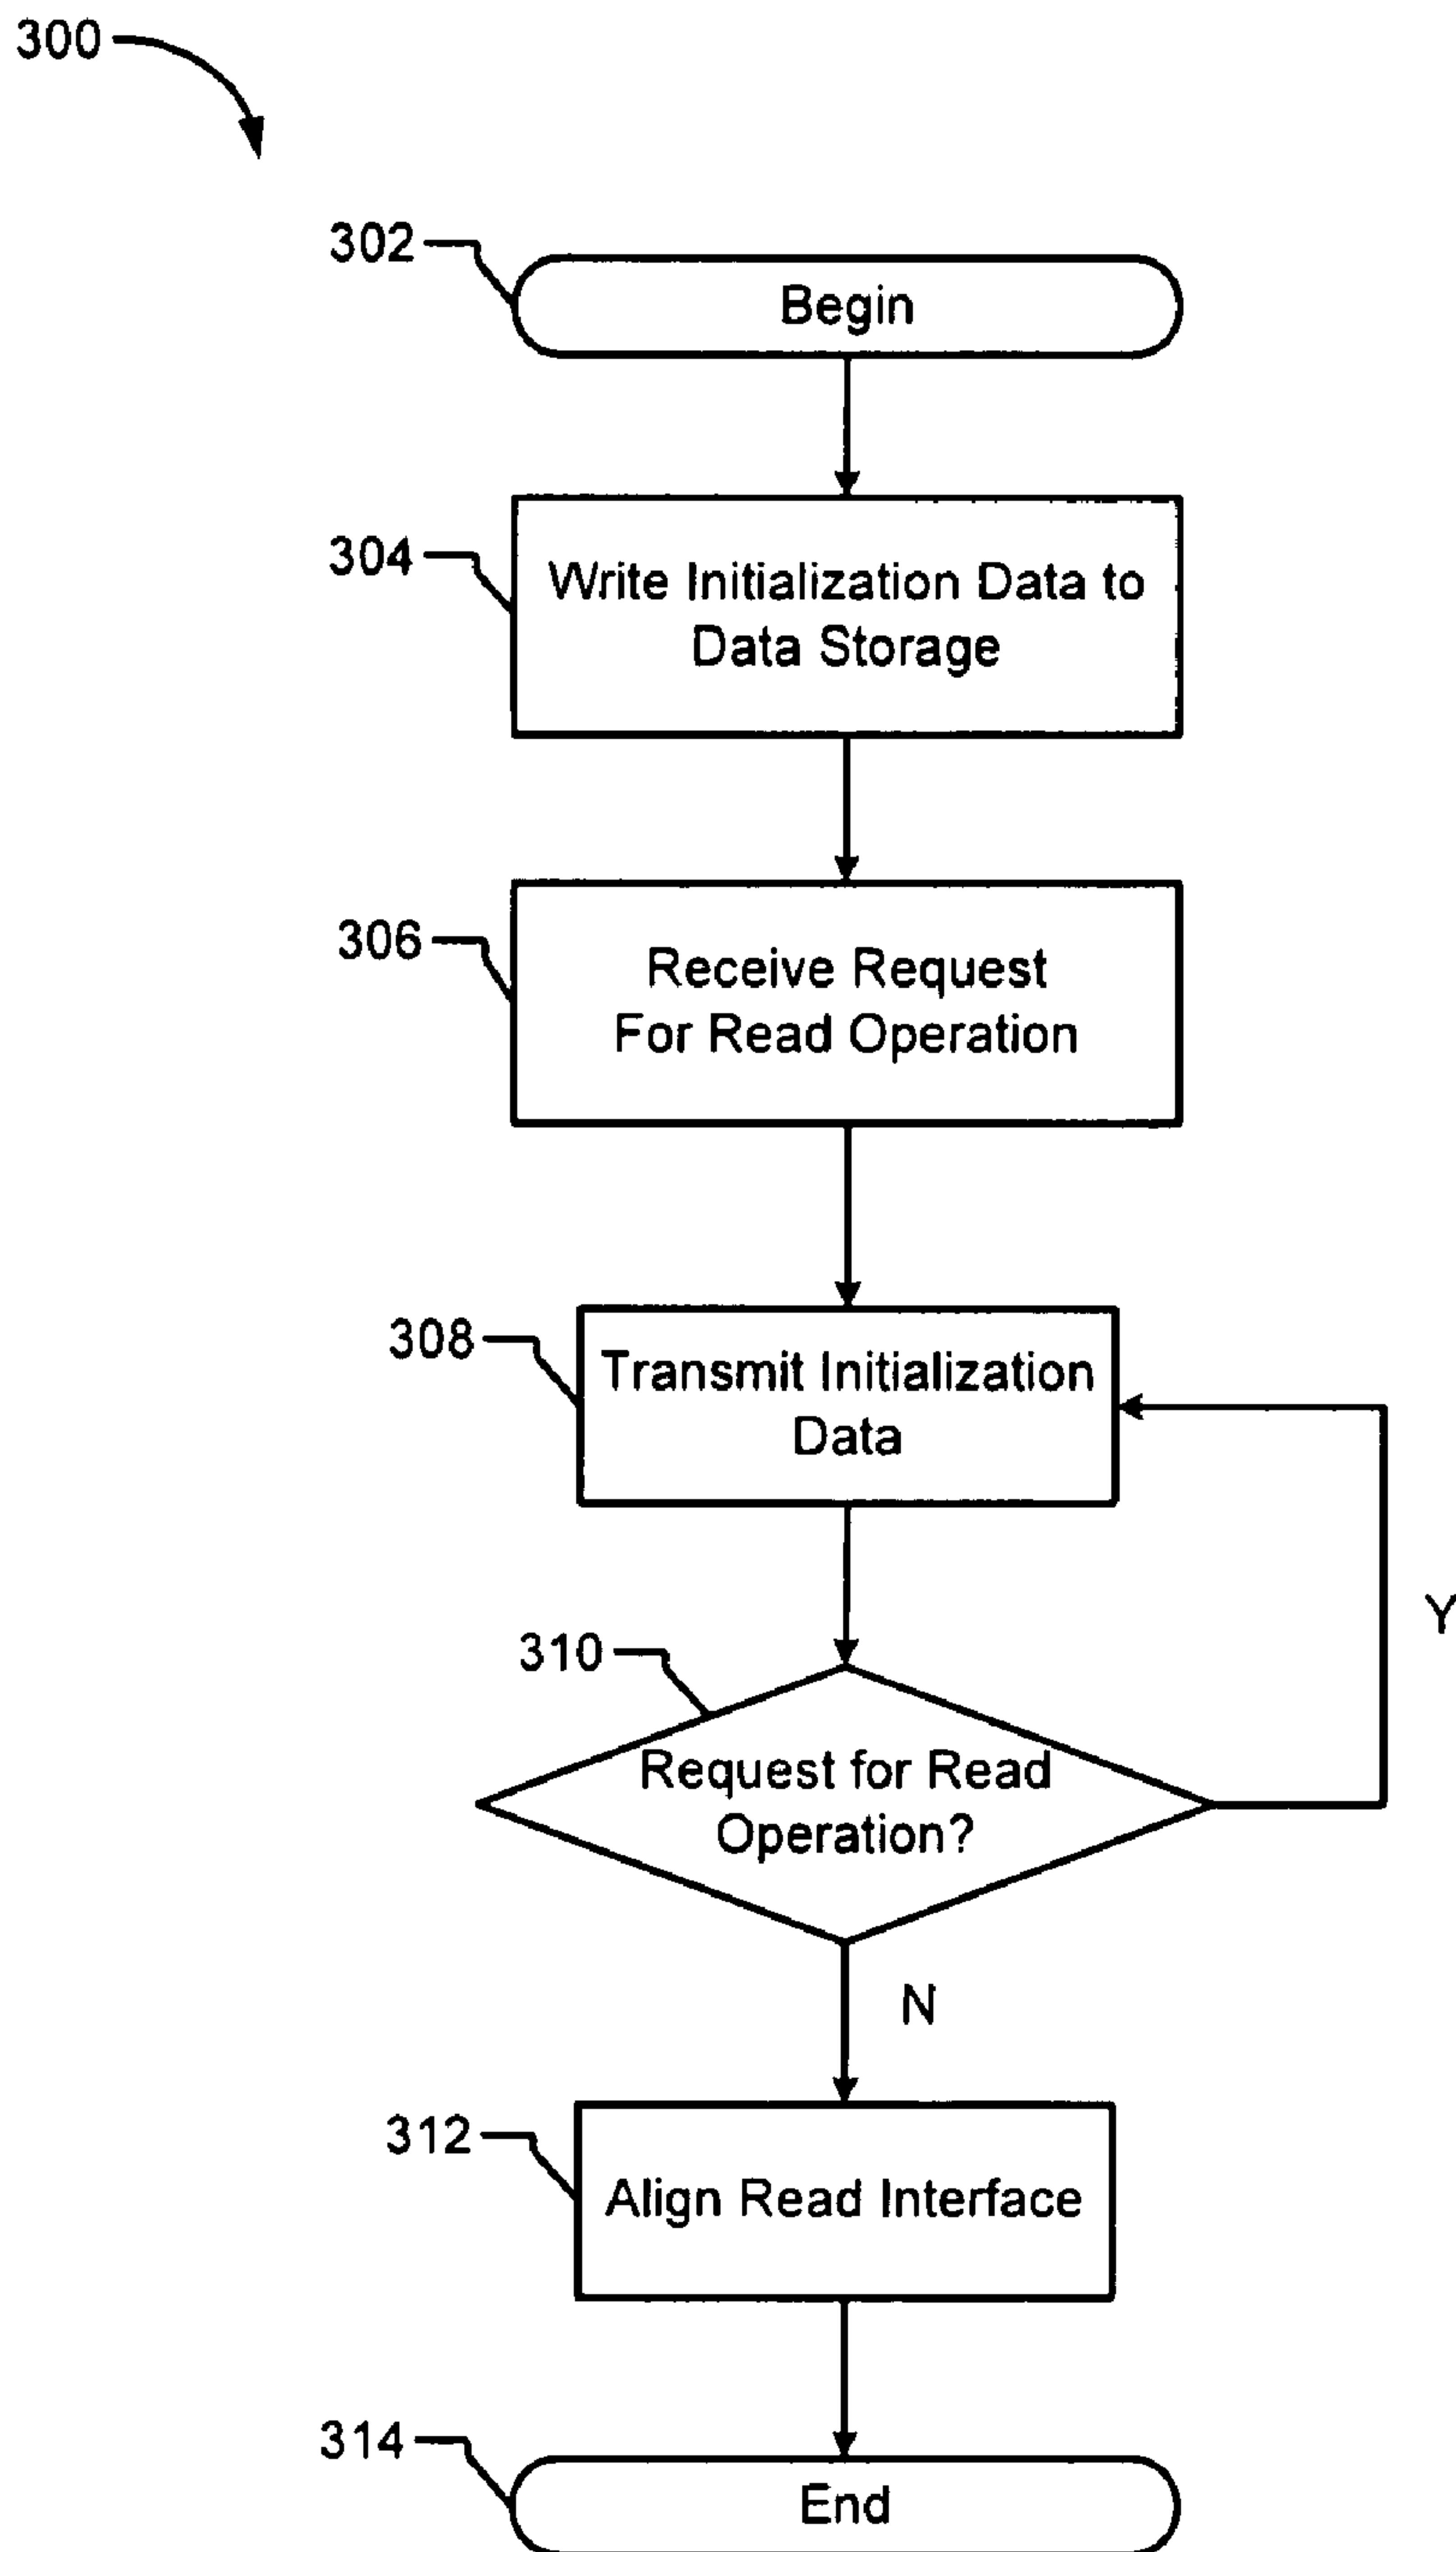 300
302
Begin
304
Write Initialization Data to
Data Storage
306
Receive Request
For Read Operation
308
Transmit Initialization
Data
Y
310
Request for Read
Operation?
N
312
Align Read Interface
314
End